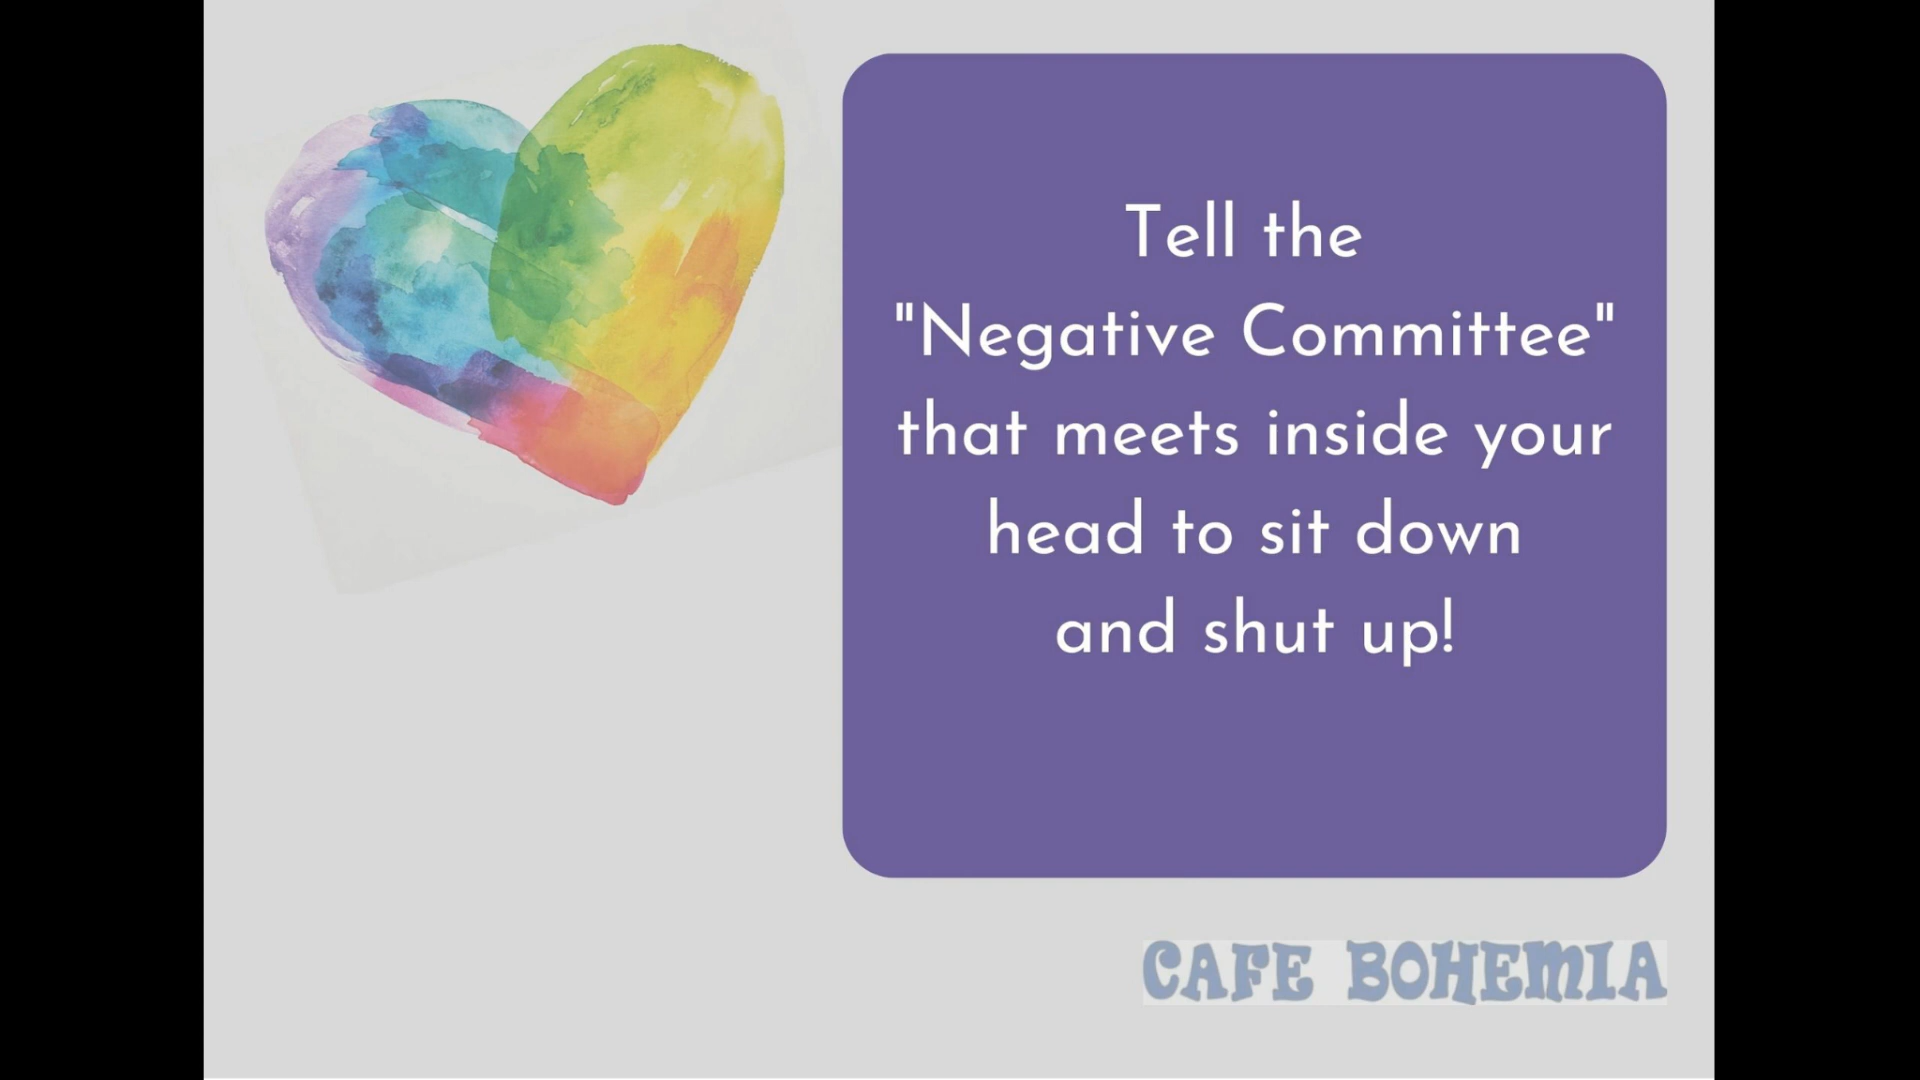 Tell the
"Negative Committee"
that meets inside your
head to sit down
and shut up!
CAFE BOHEMIA